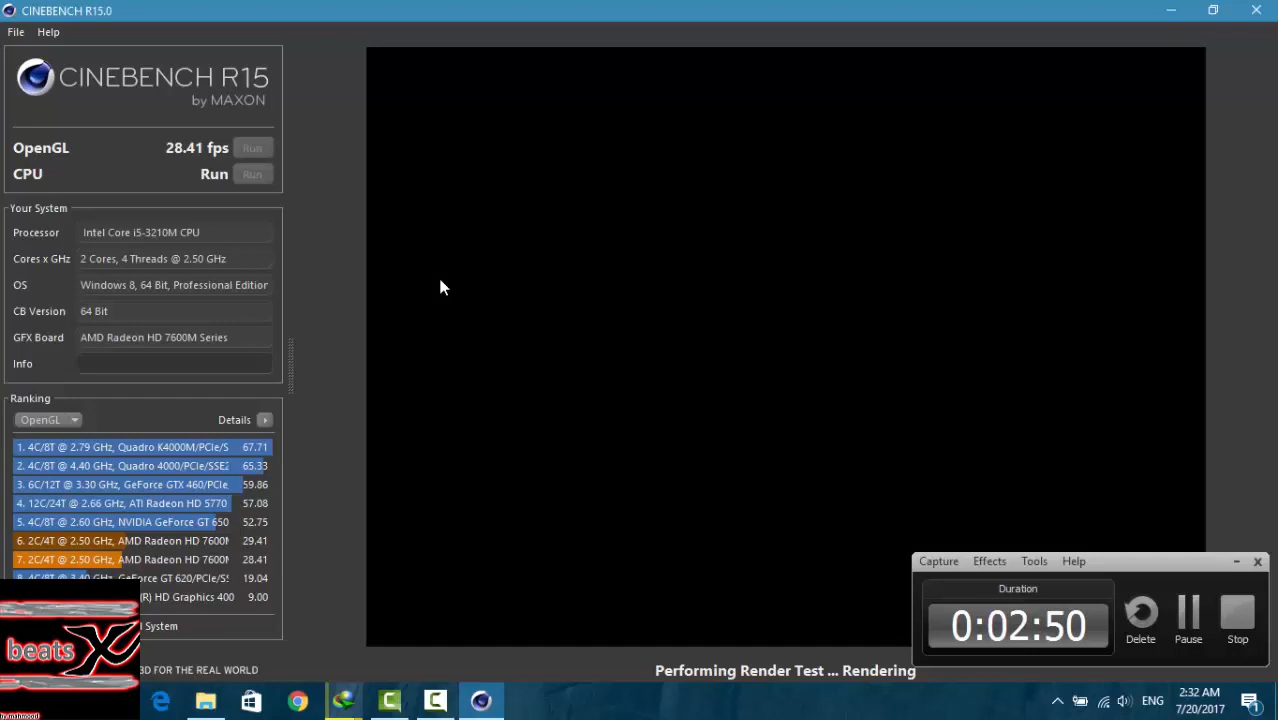 CINEBENCH R15.0
File Help
CINEBENCH R15
by MAXON
OpenGL 28.41 fps Run
CPU Run Run
Your System
Processor Intel Core i5-3210M CPU
Cores x GHz 2 Cores, 4 Threads @ 2.50 GHz
OS Windows 8, 64 Bit, Professional Edition
CB Version 64 Bit
GFX Board AMD Radeon HD 7600M Series
Info
Ranking
OpenGL Details
1. 4C/8T @ 2.79 GHz, Quadro K4000M/PCIe/S 67.71
2. 4C/8T @ 4.40 GHz, Quadro 4000/PCIe/SSE2 65.33
3. 6C/12T @ 3.30 GHz, GeForce GTX 460/PCIe 59.86
4. 12C/24T @ 2.66 GHz, ATI Radeon HD 5770 57.08
5. 4C/8T @ 2.60 GHz, NVIDIA GeForce GT 650 52.75
6. 2C/4T @ 2.50 GHz, AMD Radeon HD 7600M 29.41
7. 2C/4T @ 2.50 GHz, AMD Radeon HD 7600M 28.41
8. 4C/8T @ 3.40 GHz, GeForce GT 620/PCIe/S 19.04
(R) HD Graphics 400 9.00
System
3D FOR THE REAL WORLD
Performing Render Test ... Rendering
Capture Effects Tools Help
Duration
0:02:50
Delete Pause Stop
beats X
by mahmood
ENG
2:32 AM
7/20/2017
1